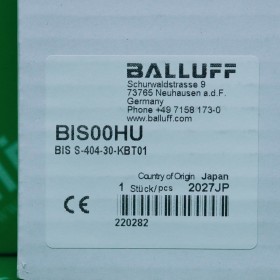 BALLUFF
Schurwaldstrasse 9
73765 Neuhausen a.d.F.
Germany
Phone +49 7158 173-0
www.balluff.com
BIS00HU
BIS S-404-30-KBT01
Country of Origin Japan
1 Stück/pcs 2027JP
CE
220282